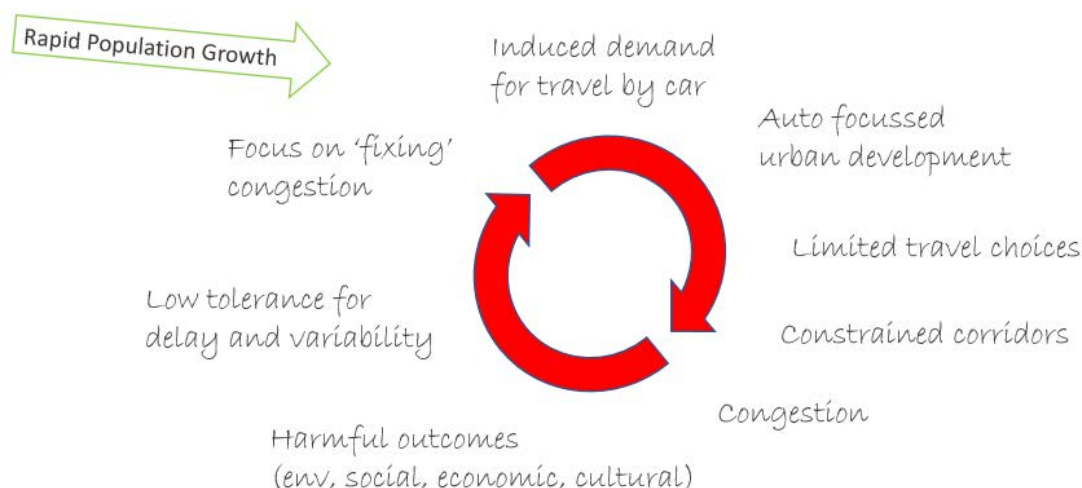 Rapid Population Growth
Induced demand
for travel by car
Auto focussed
urban development
Limited travel choices
Constrained corridors
Congestion
Harmful outcomes
(env, social, economic, cultural)
Low tolerance for
delay and variability
Focus on ‘fixing’
congestion